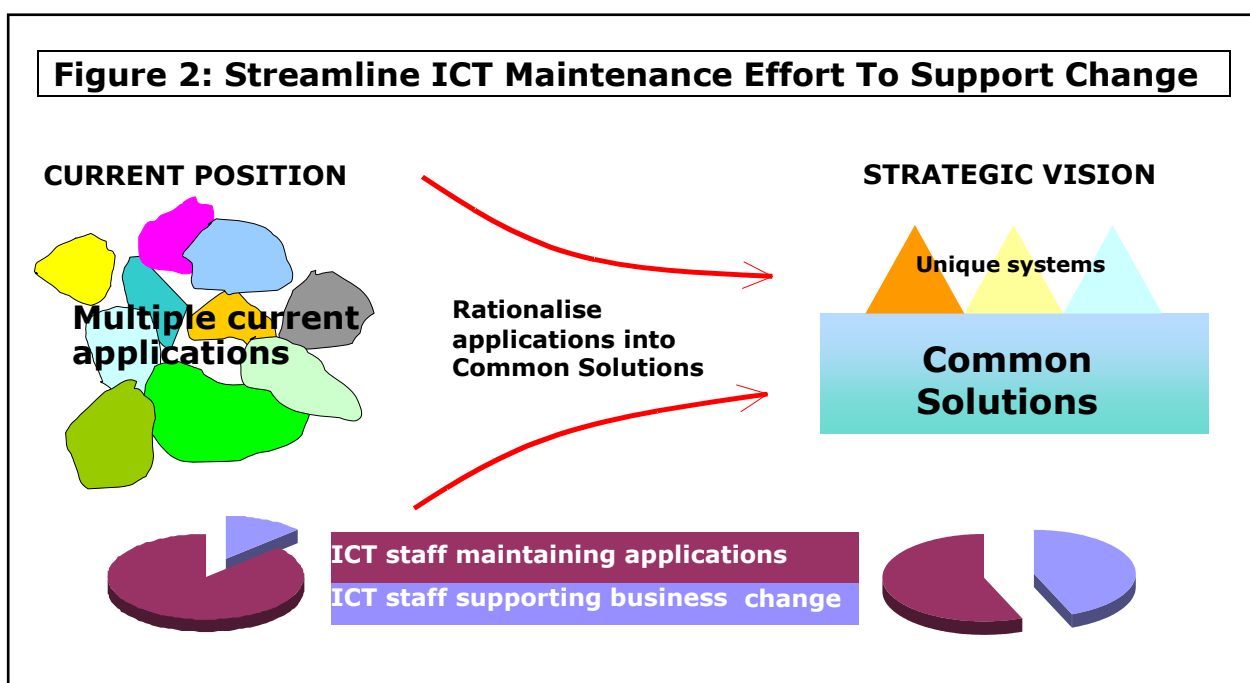 Figure 2: Streamline ICT Maintenance Effort To Support Change
CURRENT POSITION
Multiple current
applications
Rationalise
applications into
Common Solutions
STRATEGIC VISION
Unique systems
Common
Solutions
ICT staff maintaining applications
ICT staff supporting business change